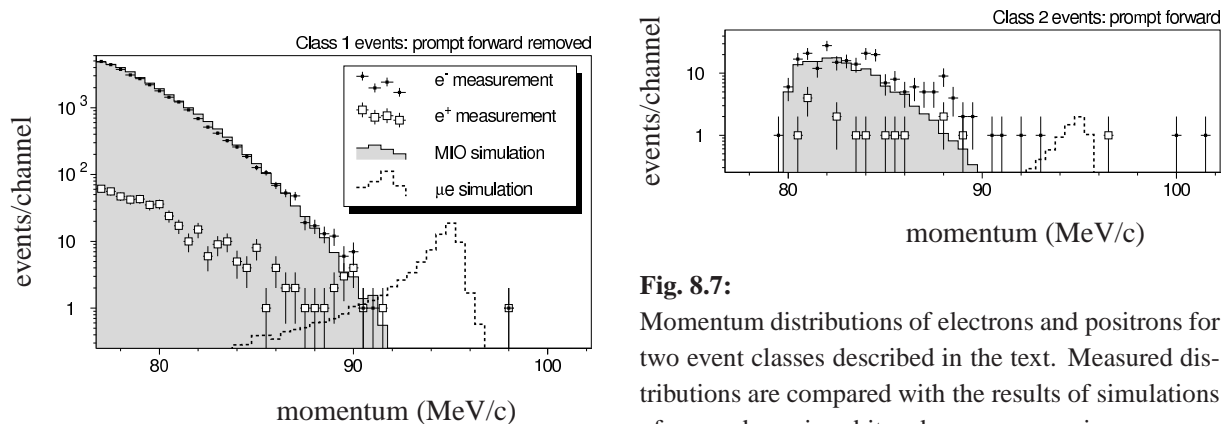 Class 1 events: prompt forward removed
events/channel
10³
10²
10
1
e⁻ measurement
e⁺ measurement
MIO simulation
μe simulation
80 90 100
momentum (MeV/c)
Class 2 events: prompt forward
events/channel
10
1
80 90 100
momentum (MeV/c)
Fig. 8.7:
Momentum distributions of electrons and positrons for
two event classes described in the text. Measured dis-
tributions are compared with the results of simulations